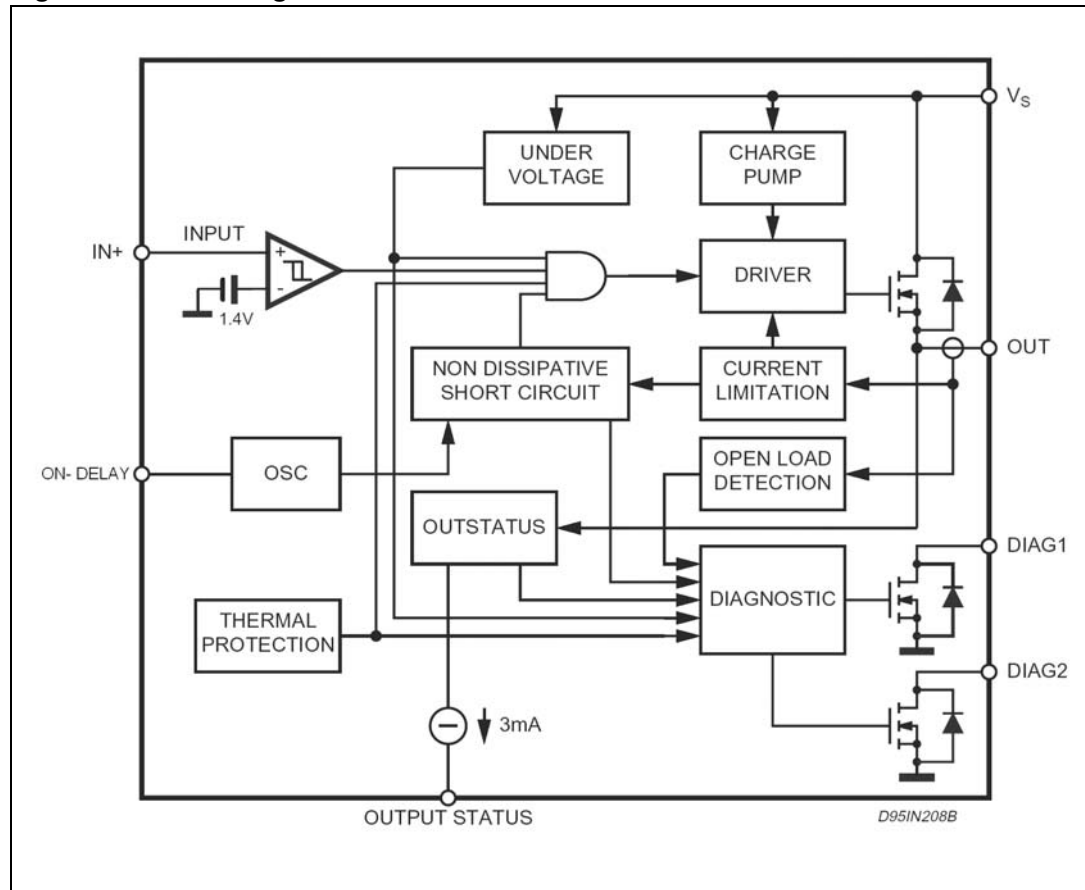 V_S
UNDER
VOLTAGE
CHARGE
PUMP
INPUT
IN+
+
-
1.4V
DRIVER
OUT
NON DISSIPATIVE
SHORT CIRCUIT
CURRENT
LIMITATION
ON- DELAY
OSC
OPEN LOAD
DETECTION
OUTSTATUS
DIAG1
DIAGNOSTIC
THERMAL
PROTECTION
DIAG2
3mA
OUTPUT STATUS
D95IN208B